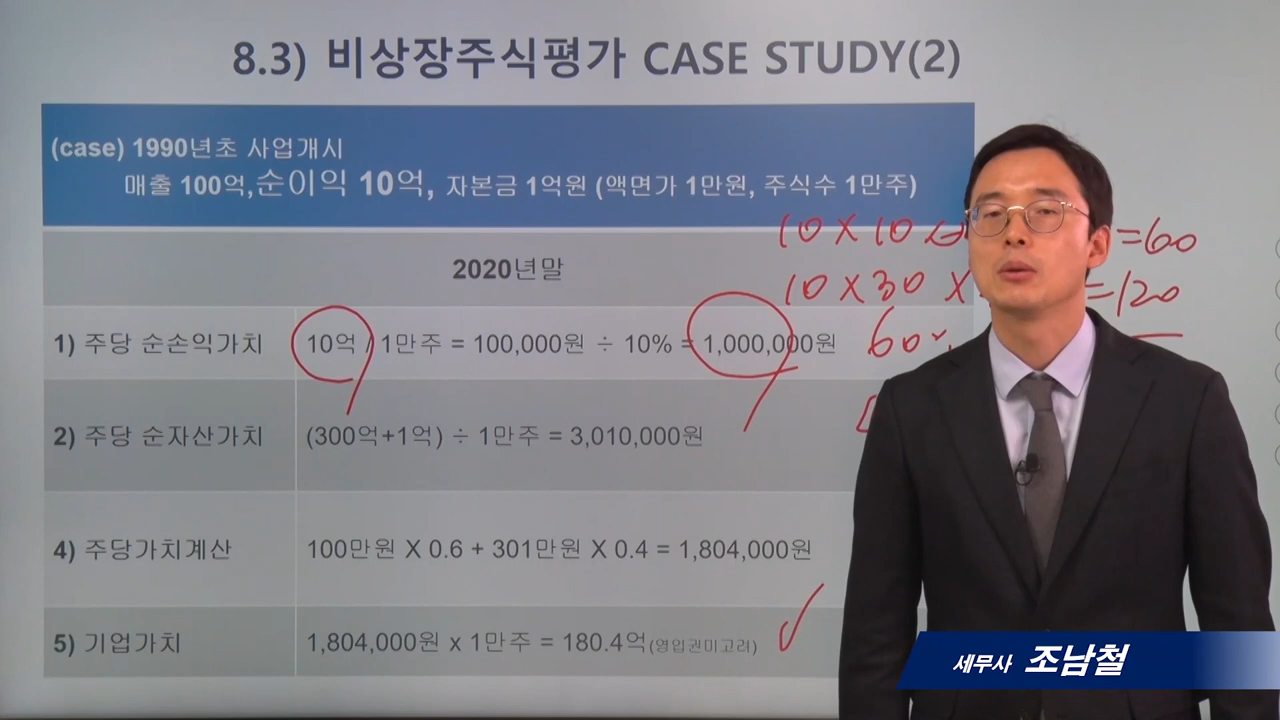 8.3) 비상장주식평가 CASE STUDY(2)
(case) 1990년초 사업개시
매출 100억,순이익 10억, 자본금 1억원 (액면가 1만원, 주식수 1만주)
10 X 10
=60
2020년말
10 X 30 X
=120
1) 주당 순손익가치
10억 / 1만주 = 100,000원 ÷ 10% = 1,000,000원
60
2) 주당 순자산가치
(300억+1억) ÷ 1만주 = 3,010,000원
4) 주당가치계산
100만원 X 0.6 + 301만원 X 0.4 = 1,804,000원
5) 기업가치
1,804,000원 x 1만주 = 180.4억(영업권미고려)
세무사 조남철